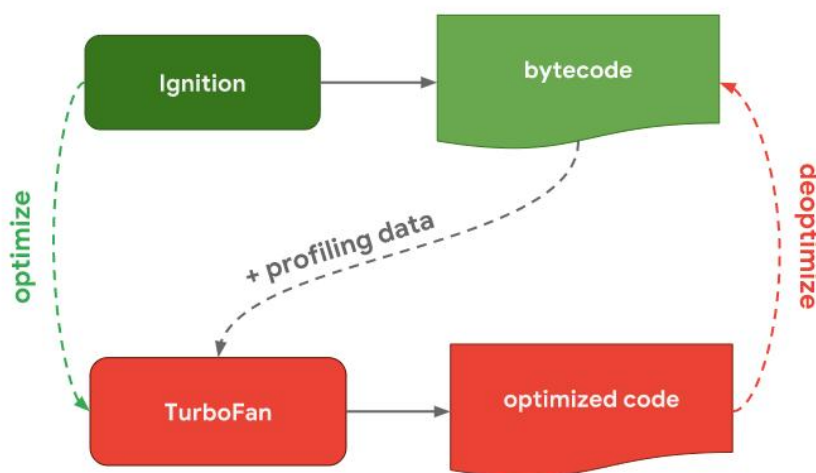 Ignition
bytecode
optimize
deoptimize
+ profiling data
TurboFan
optimized code